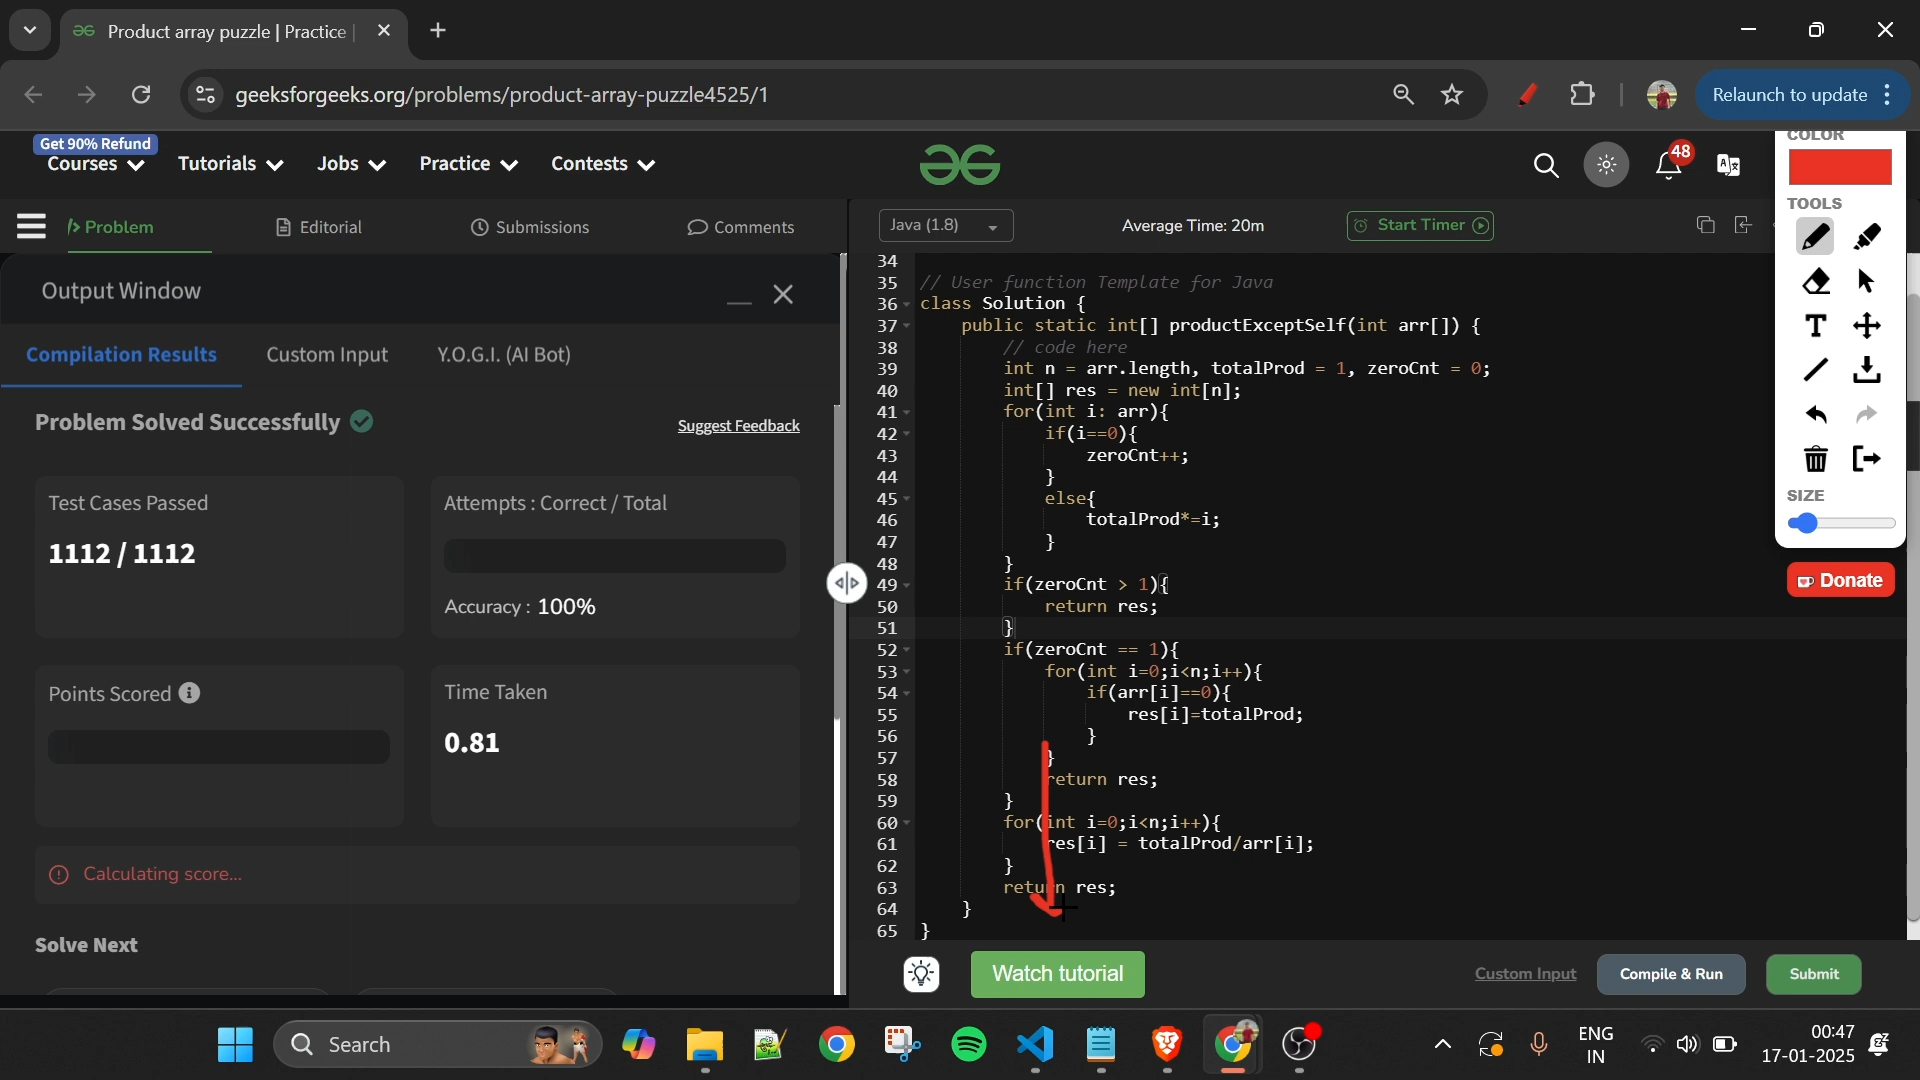 Product array puzzle | Practice |
geeksforgeeks.org/problems/product-array-puzzle4525/1
Relaunch to update
Get 90% Refund
Courses
Tutorials
Jobs
Practice
Contests
48
COLOR
TOOLS
SIZE
Donate
Problem
Editorial
Submissions
Comments
Java (1.8)
Average Time: 20m
Start Timer
Output Window
Compilation Results
Custom Input
Y.O.G.I. (AI Bot)
Problem Solved Successfully
Suggest Feedback
Test Cases Passed
1112 / 1112
Attempts : Correct / Total
Accuracy : 100%
Points Scored
Time Taken
0.81
Calculating score...
Solve Next
34
35 // User function Template for Java
36 class Solution {
37 public static int[] productExceptSelf(int arr[]) {
38 // code here
39 int n = arr.length, totalProd = 1, zeroCnt = 0;
40 int[] res = new int[n];
41 for(int i: arr){
42 if(i==0){
43 zeroCnt++;
44 }
45 else{
46 totalProd*=i;
47 }
48 }
49 if(zeroCnt > 1){
50 return res;
51 }
52 if(zeroCnt == 1){
53 for(int i=0;i<n;i++){
54 if(arr[i]==0){
55 res[i]=totalProd;
56 }
57 }
58 return res;
59 }
60 for(int i=0;i<n;i++){
61 res[i] = totalProd/arr[i];
62 }
63 return res;
64 }
65 }
Watch tutorial
Custom Input
Compile & Run
Submit
Search
ENG
IN
00:47
17-01-2025